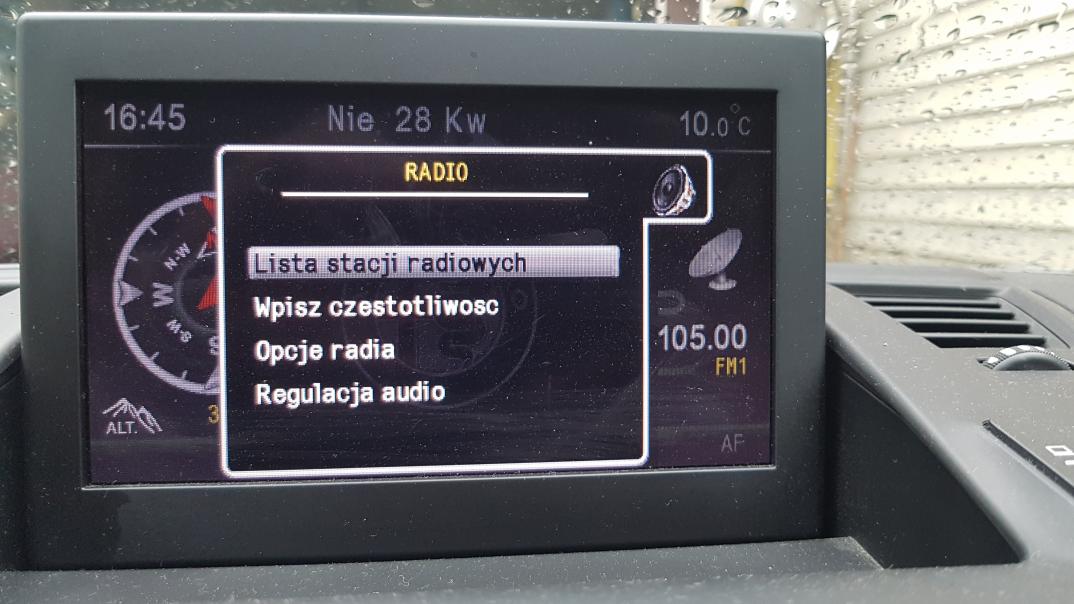 16:45 Nie 28 Kw 10.0°C
RADIO
Lista stacji radiowych
Wpisz czestotliwosc
Opcje radia
Regulacja audio
N-W
W
S-W
S
N
105.00
FM1
ALT.
3
AF